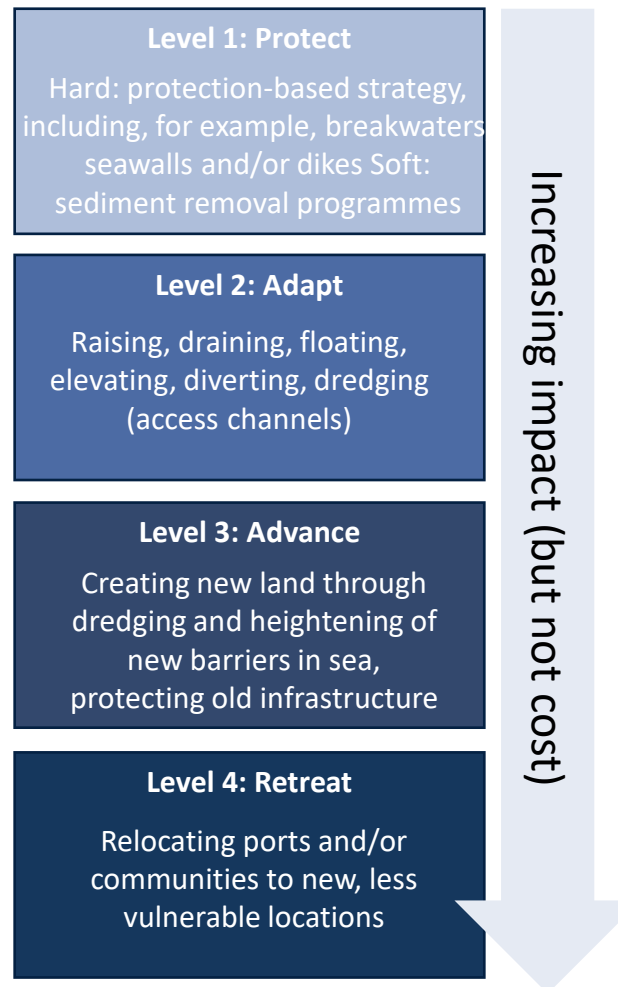 Level 1: Protect
Hard: protection-based strategy,
including, for example, breakwaters
seawalls and/or dikes Soft:
sediment removal programmes
Level 2: Adapt
Raising, draining, floating,
elevating, diverting, dredging
(access channels)
Level 3: Advance
Creating new land through
dredging and heightening of
new barriers in sea,
protecting old infrastructure
Level 4: Retreat
Relocating ports and/or
communities to new, less
vulnerable locations
Increasing impact (but not cost)